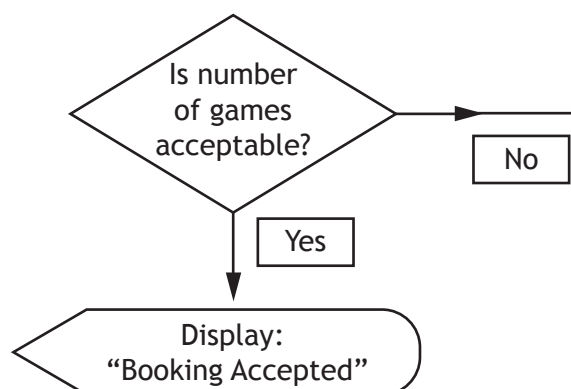 Is number
of games
acceptable?
No
Yes
Display:
“Booking Accepted”